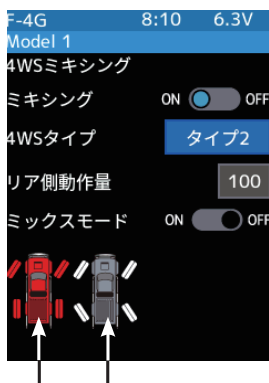 F-4G 8:10 6.3V
Model 1
4WSミキシング
ミキシング ON OFF
4WSタイプ タイプ2
リア側動作量 100
ミックスモード ON OFF